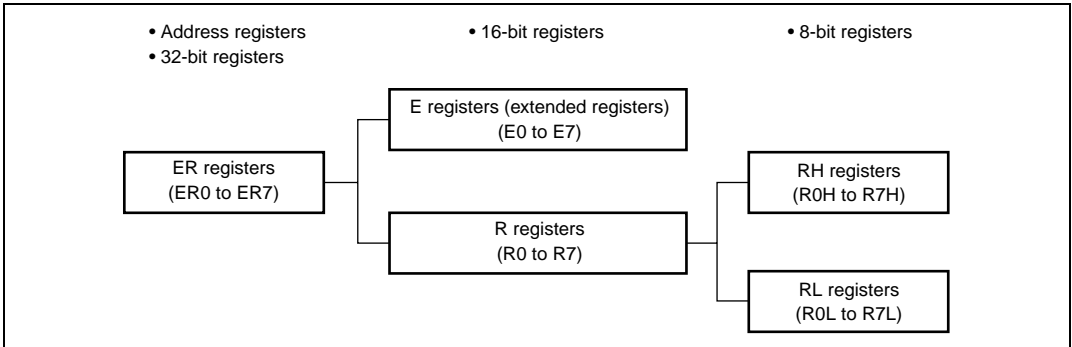 • Address registers
• 32-bit registers
• 16-bit registers
• 8-bit registers
E registers (extended registers)
(E0 to E7)
ER registers
(ER0 to ER7)
RH registers
(R0H to R7H)
R registers
(R0 to R7)
RL registers
(R0L to R7L)